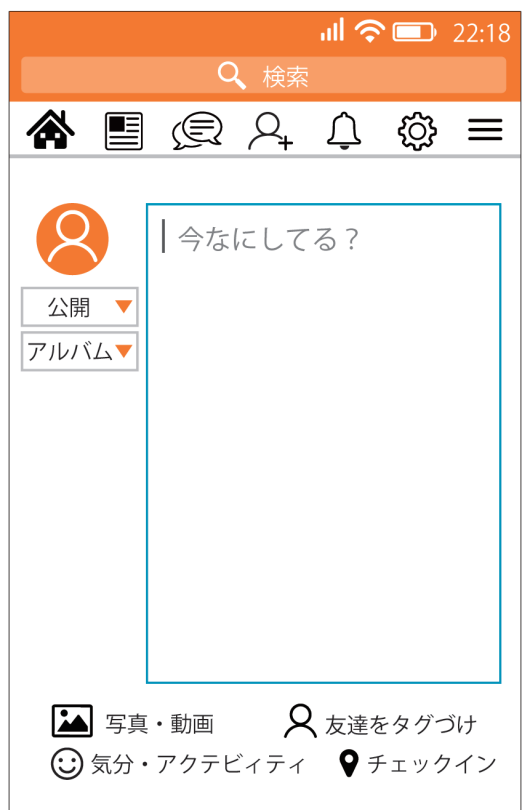 22:18
検索
今なにしてる？
公開
アルバム
写真・動画
友達をタグづけ
気分・アクテビィティ
チェックイン